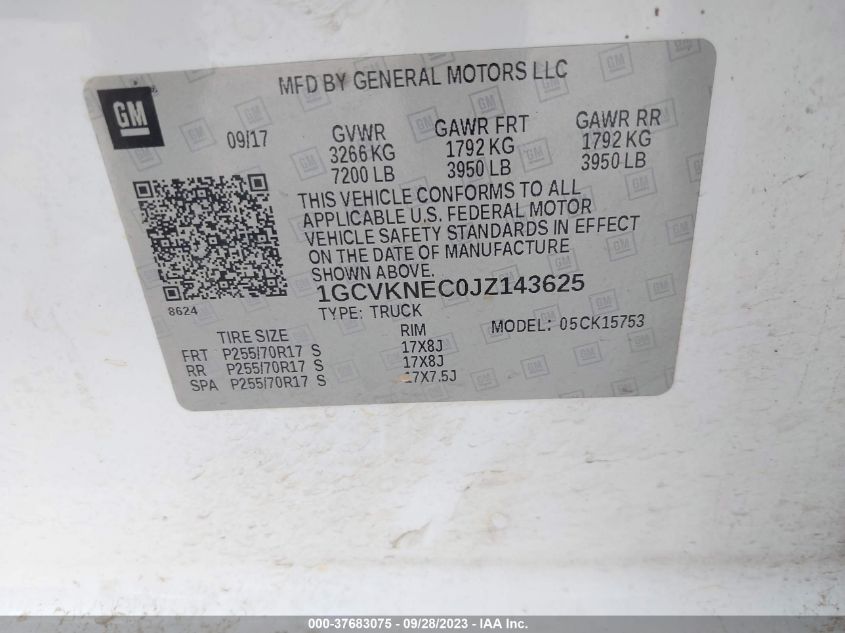 MFD BY GENERAL MOTORS LLC
GM
09/17
GVWR GAWR FRT GAWR RR
3266 KG 1792 KG 1792 KG
7200 LB 3950 LB 3950 LB
THIS VEHICLE CONFORMS TO ALL
APPLICABLE U.S. FEDERAL MOTOR
VEHICLE SAFETY STANDARDS IN EFFECT
ON THE DATE OF MANUFACTURE
SHOWN ABOVE.
1GCVKNEC0JZ143625
8624
TYPE: TRUCK
MODEL: 05CK15753
TIRE SIZE RIM
FRT P255/70R17 S 17X8J
RR P255/70R17 S 17X8J
SPA P255/70R17 S 17X7.5J
000-37683075 - 09/28/2023 - IAA Inc.